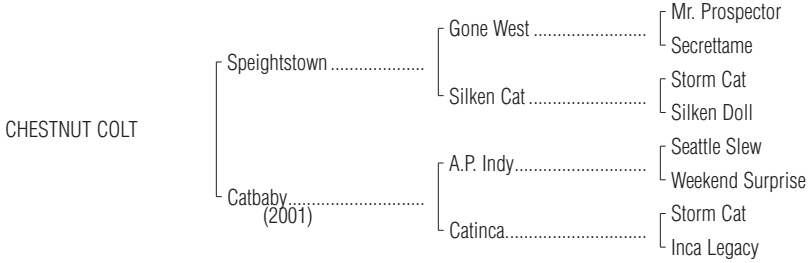 Mr. Prospector
Gone West ........................
Secrettame
Speightstown ....................
Storm Cat
Silken Cat .........................
Silken Doll
CHESTNUT COLT
Seattle Slew
A.P. Indy............................
Weekend Surprise
Catbaby.............................
(2001)
Storm Cat
Catinca..............................
Inca Legacy